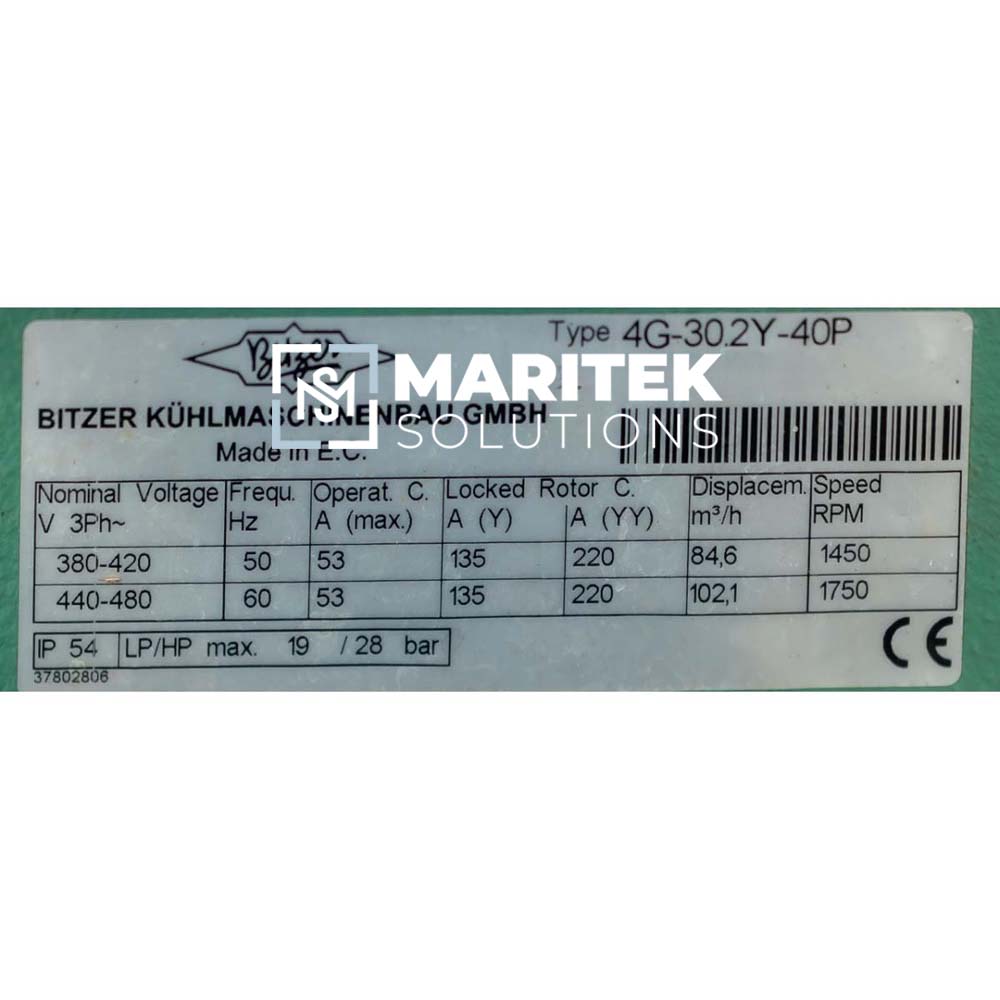 Bitzer
Type 4G-30.2Y-40P
MARITEK
SOLUTIONS
BITZER KÜHLMASCHINENBAU GMBH
Made in E.C.
Nominal Voltage V 3Ph~ Frequ. Hz Operat. C. A (max.) Locked Rotor C. A (Y) A (YY) Displacem. m³/h Speed RPM
380-420 50 53 135 220 84,6 1450
440-480 60 53 135 220 102,1 1750
IP 54 LP/HP max. 19 / 28 bar
37802806
CE